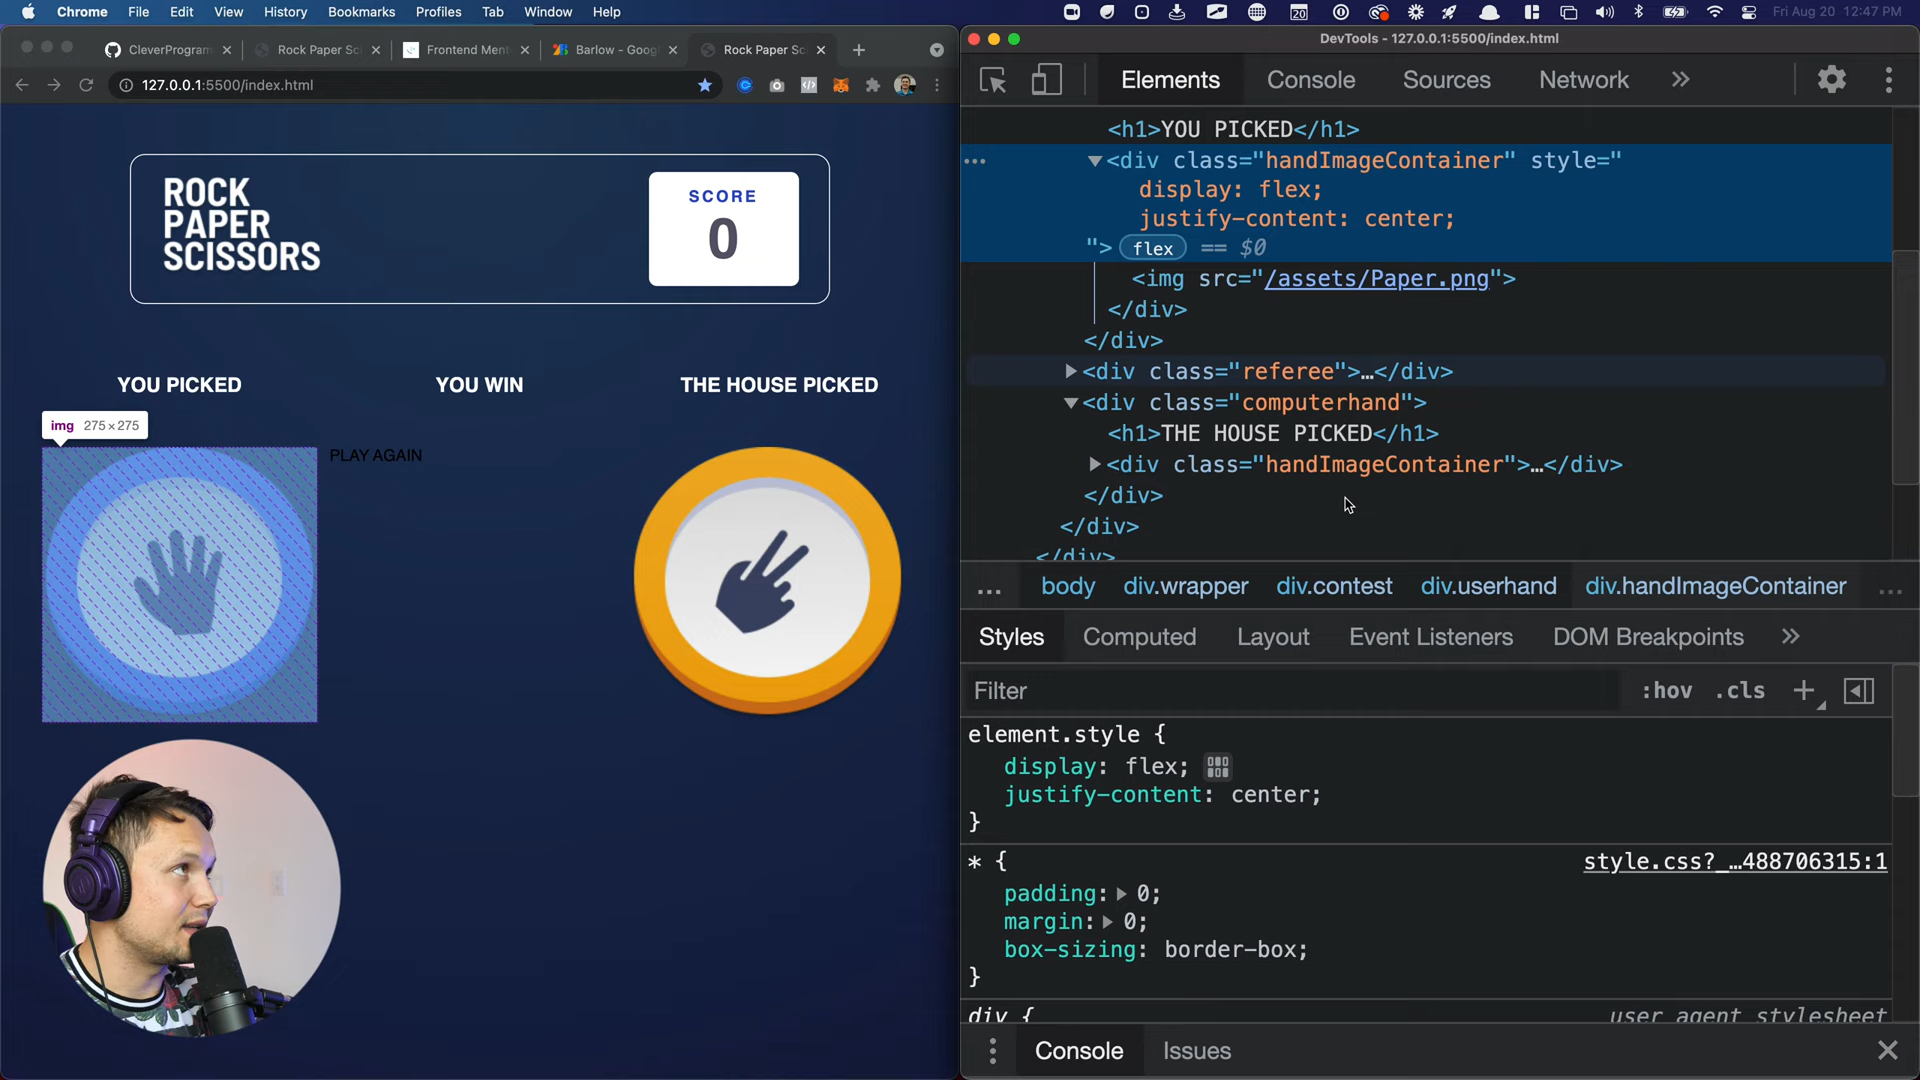 Chrome File Edit View History Bookmarks Profiles Tab Window Help
20
Fri Aug 20 12:47 PM
CleverProgram
Rock Paper Sc
Frontend Ment
Barlow - Goog
Rock Paper Sc
127.0.0.1:5500/index.html
ROCK
PAPER
SCISSORS
SCORE
0
YOU PICKED
YOU WIN
THE HOUSE PICKED
img 275×275
PLAY AGAIN
DevTools - 127.0.0.1:5500/index.html
Elements Console Sources Network »
<h1>YOU PICKED</h1>
<div class="handImageContainer" style="
display: flex;
justify-content: center;
"> flex == $0
<img src="/assets/Paper.png">
</div>
</div>
<div class="referee">…</div>
<div class="computerhand">
<h1>THE HOUSE PICKED</h1>
<div class="handImageContainer">…</div>
</div>
</div>
</div>
... body div.wrapper div.contest div.userhand div.handImageContainer ...
Styles Computed Layout Event Listeners DOM Breakpoints »
Filter
:hov .cls +
element.style {
display: flex;
justify-content: center;
}
* {
style.css?_…488706315:1
padding: 0;
margin: 0;
box-sizing: border-box;
}
div {
user agent stylesheet
Console Issues